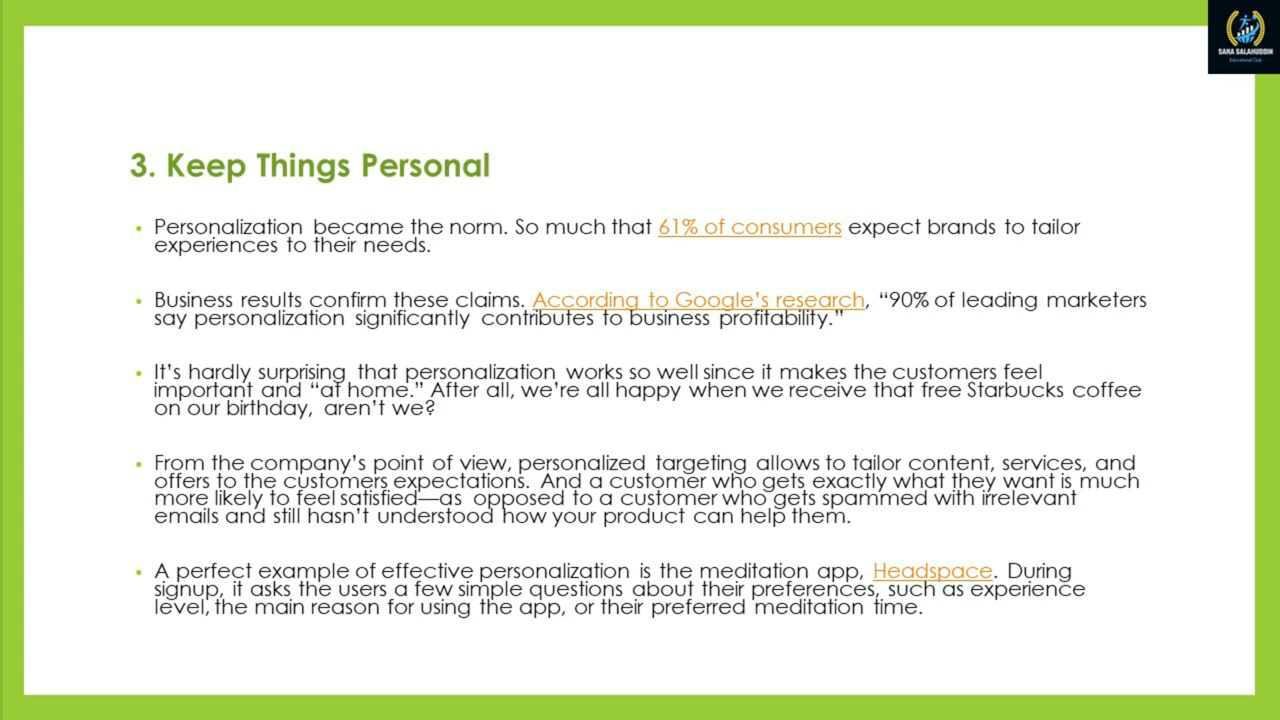 SANA SALAHUDDIN
Educational Club
3. Keep Things Personal
• Personalization became the norm. So much that 61% of consumers expect brands to tailor
experiences to their needs.
• Business results confirm these claims. According to Google’s research, “90% of leading marketers
say personalization significantly contributes to business profitability.”
• It’s hardly surprising that personalization works so well since it makes the customers feel
important and “at home.” After all, we’re all happy when we receive that free Starbucks coffee
on our birthday, aren’t we?
• From the company’s point of view, personalized targeting allows to tailor content, services, and
offers to the customers expectations. And a customer who gets exactly what they want is much
more likely to feel satisfied—as opposed to a customer who gets spammed with irrelevant
emails and still hasn’t understood how your product can help them.
• A perfect example of effective personalization is the meditation app, Headspace. During
signup, it asks the users a few simple questions about their preferences, such as experience
level, the main reason for using the app, or their preferred meditation time.